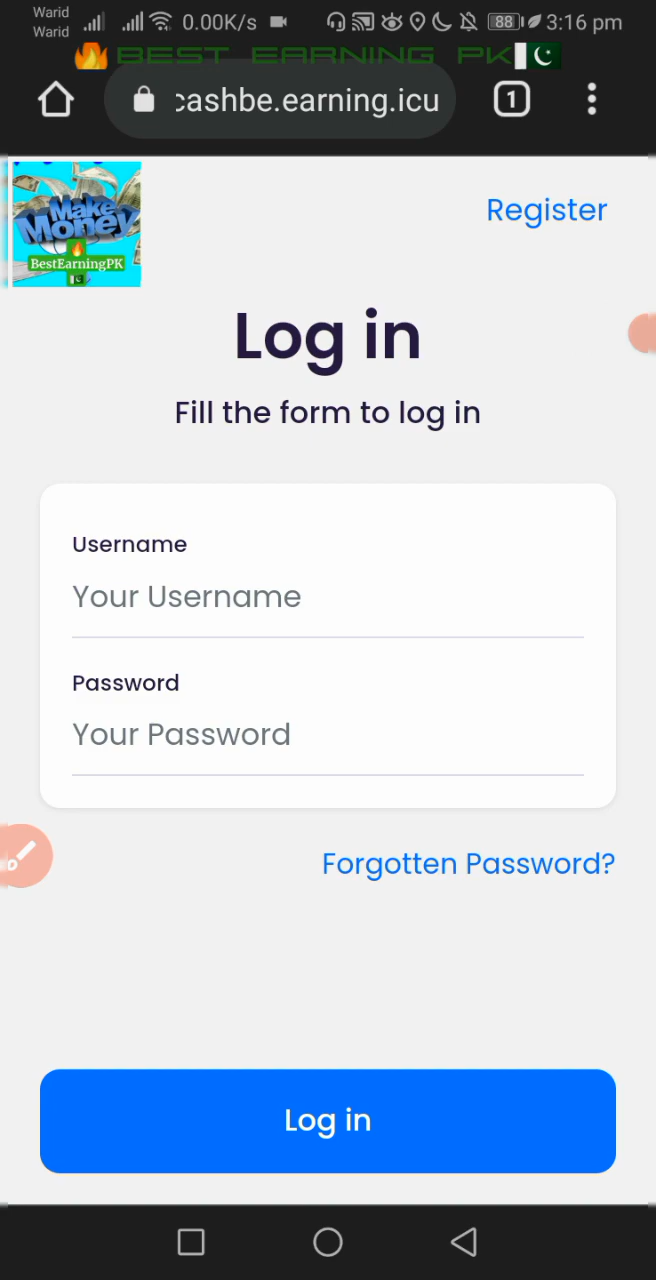 Warid
Warid
0.00K/s
88
3:16 pm
BEST EARNING PK
cashbe.earning.icu
1
Make
Money
BestEarningPK
Register
Log in
Fill the form to log in
Username
Your Username
Password
Your Password
Forgotten Password?
Log in